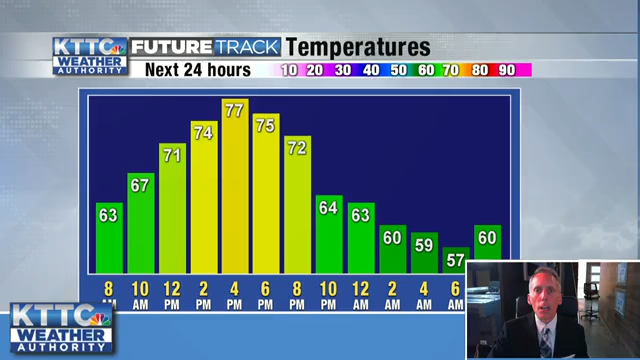 KTTC
WEATHER
AUTHORITY
FUTURETRACK Temperatures
Next 24 hours 10 20 30 40 50 60 70 80 90
63 67 71 74 77 75 72 64 63 60 59 57 60
8 10 12 2 4 6 8 10 12 2 4 6
AM AM PM PM PM PM PM PM AM AM AM AM
KTTC
WEATHER
AUTHORITY